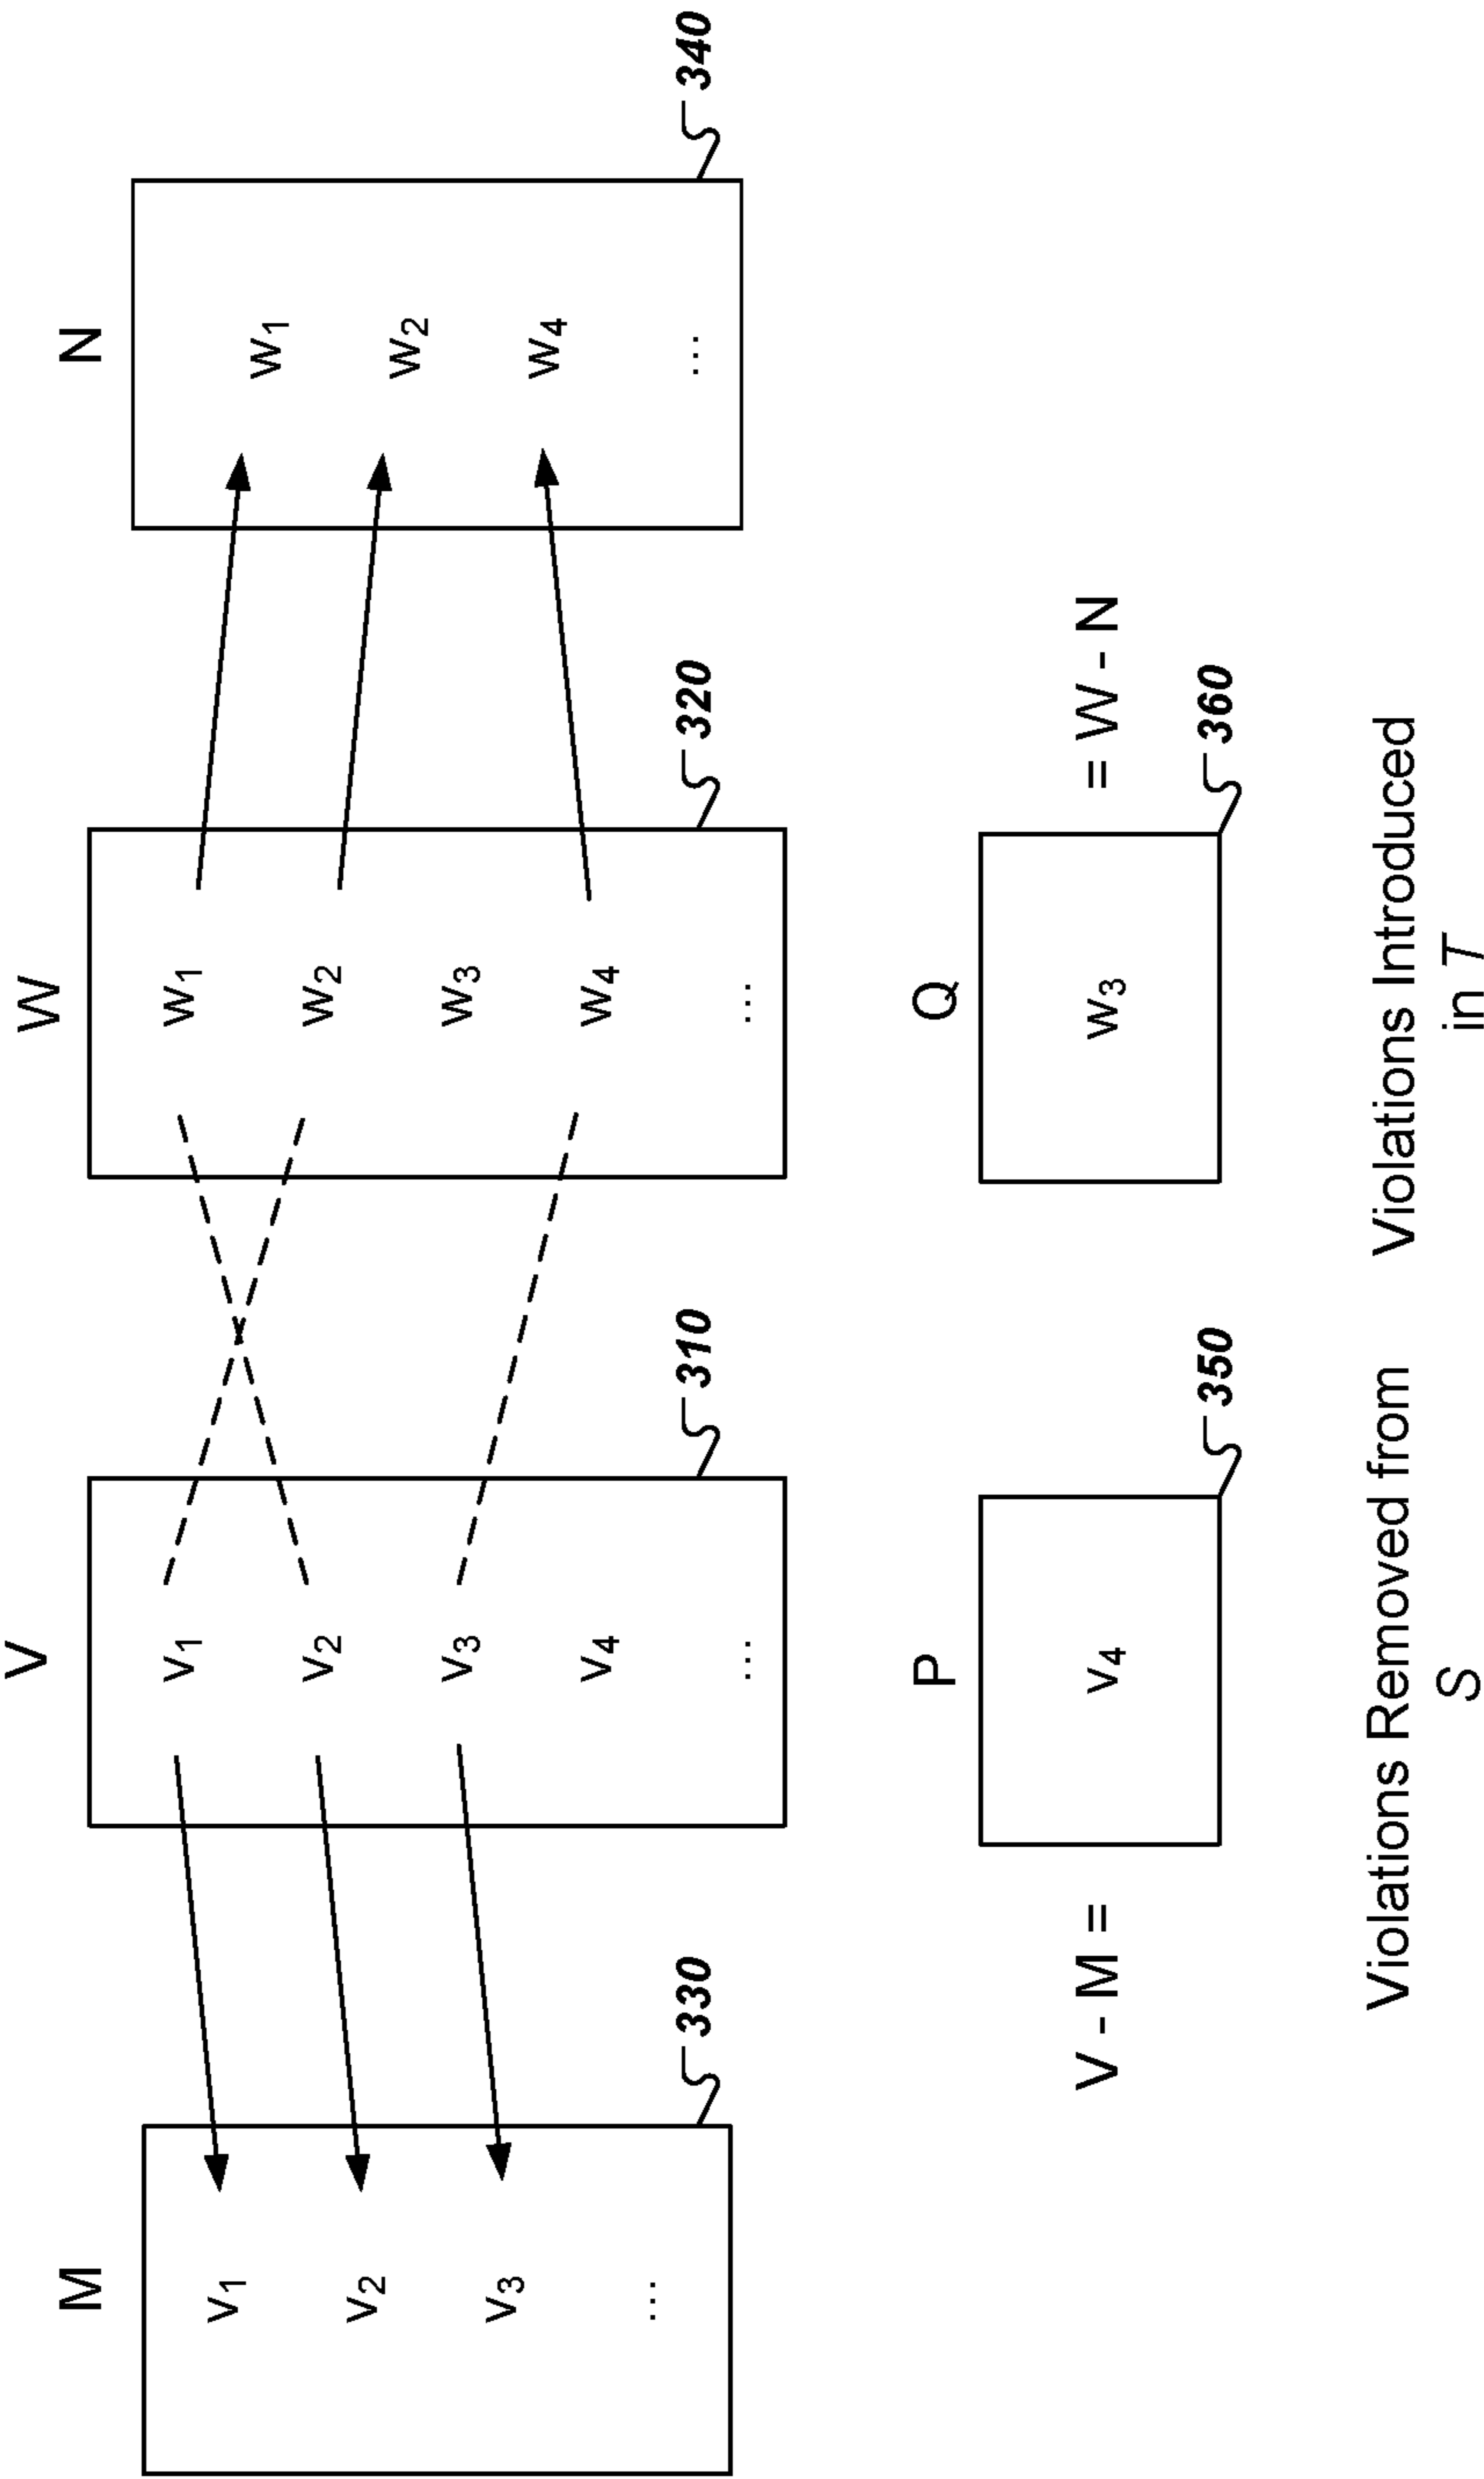 M
V
W
N
V1
V2
V3
...
330
V1
V2
V3
V4
...
310
W1
W2
W3
W4
...
320
W1
W2
W4
...
340
P
Q
V - M =
V4
350
W3
= W - N
360
Violations Removed from
S
Violations Introduced
in T